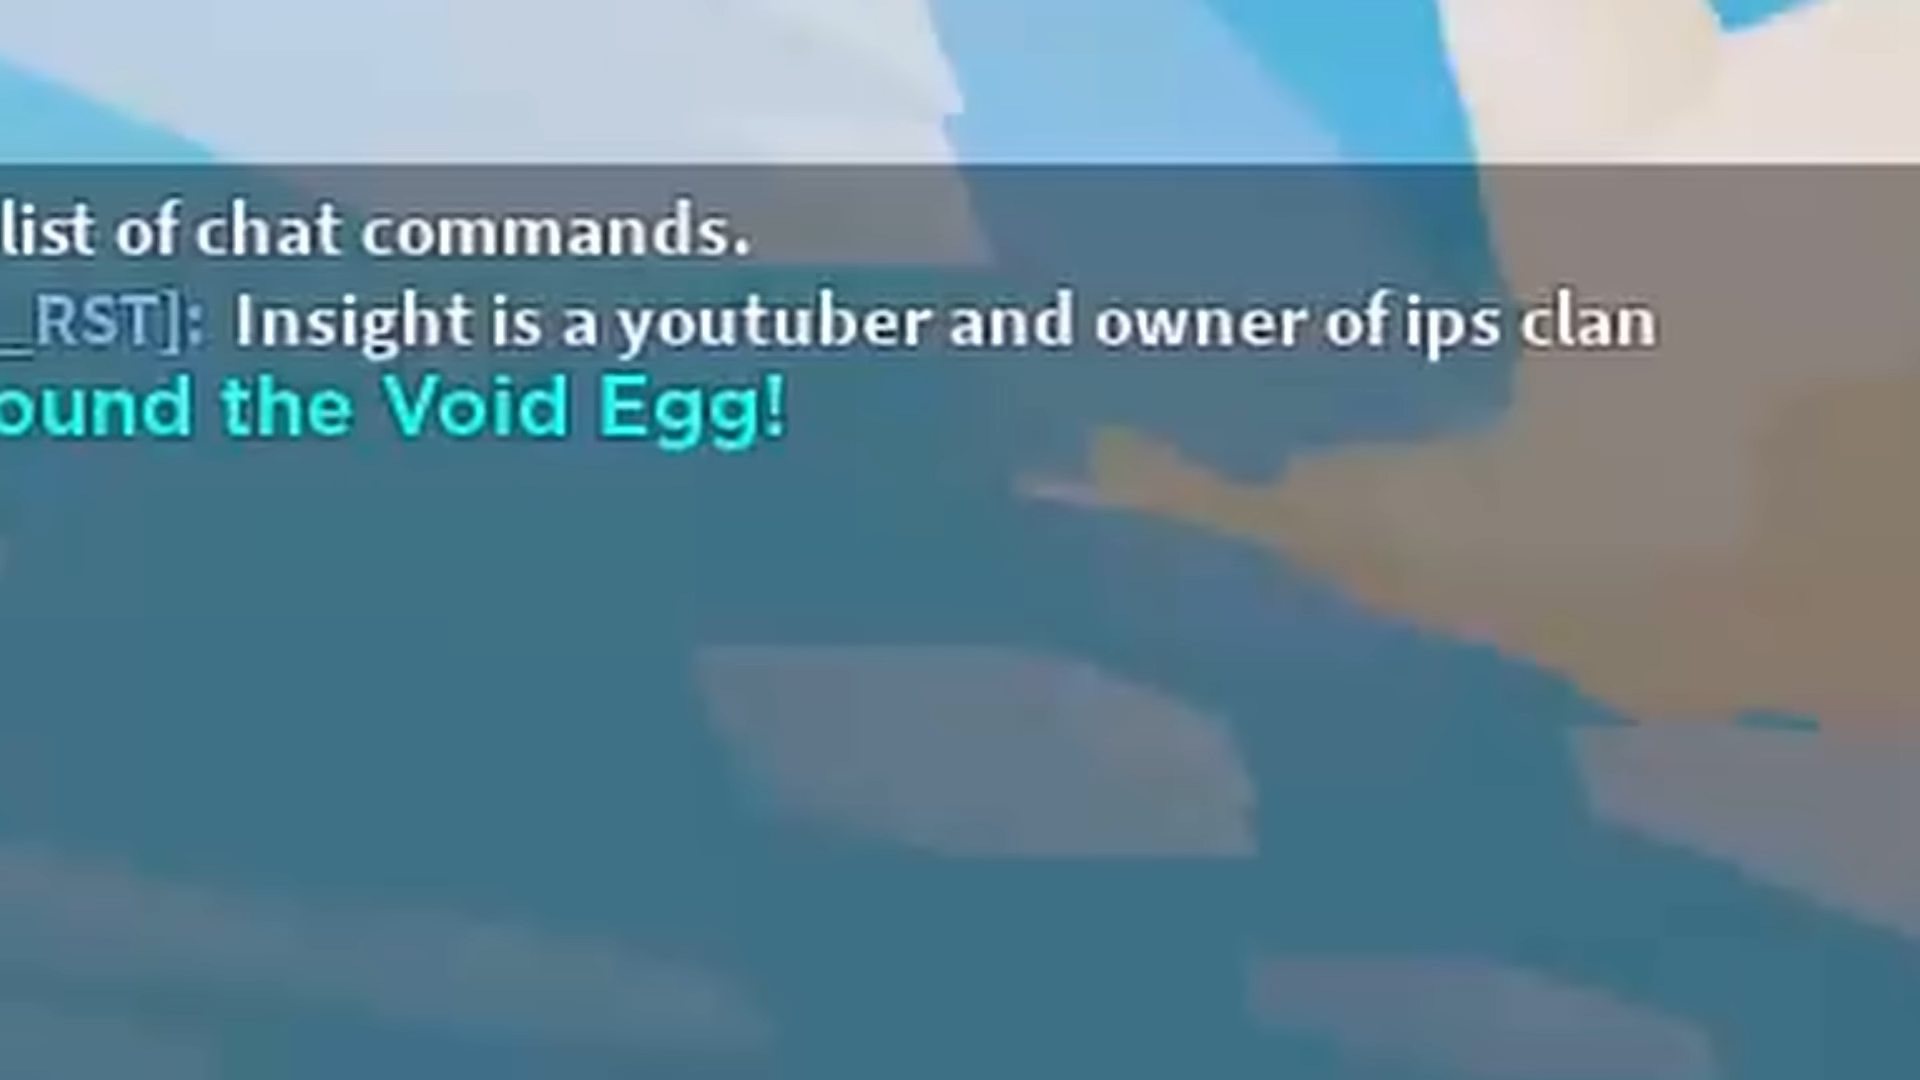 list of chat commands.
_RST]: Insight is a youtuber and owner of ips clan
ound the Void Egg!